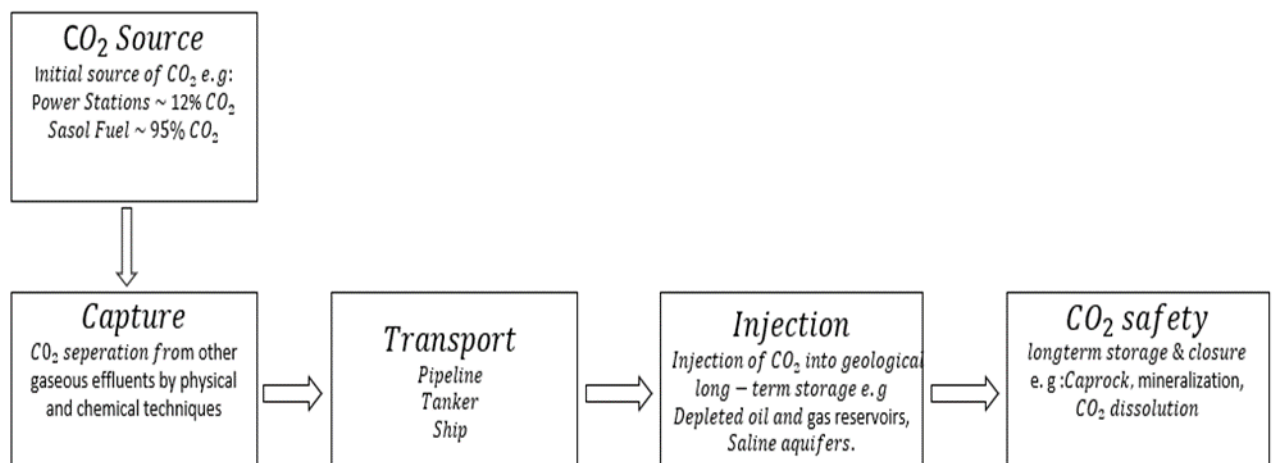 CO₂ Source
Initial source of CO₂ e.g:
Power Stations ~ 12% CO₂
Sasol Fuel ~ 95% CO₂
Capture
CO₂ seperation from other
gaseous effluents by physical
and chemical techniques
Transport
Pipeline
Tanker
Ship
Injection
Injection of CO₂ into geological
long − term storage e.g
Depleted oil and gas reservoirs,
Saline aquifers.
CO₂ safety
longterm storage & closure
e. g :Caprock, mineralization,
CO₂ dissolution